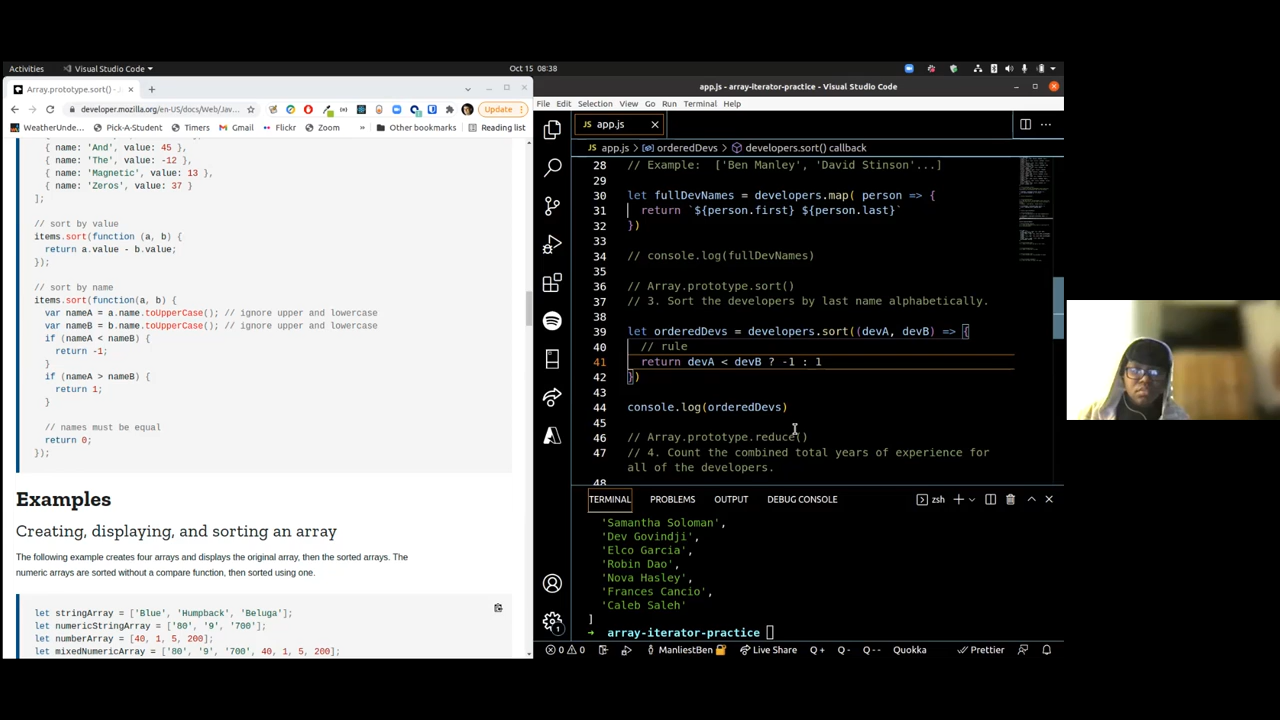 Activities
Visual Studio Code
Oct 15 08:38
Array.prototype.sort() - J
developer.mozilla.org/en-US/docs/Web/Jav…
Update
WeatherUnde…
Pick-A-Student
Timers
Gmail
Flickr
Zoom
»
Other bookmarks
Reading list
{ name: 'And', value: 45 },
{ name: 'The', value: -12 },
{ name: 'Magnetic', value: 13 },
{ name: 'Zeros', value: 37 }
];
// sort by value
items.sort(function (a, b) {
return a.value - b.value;
});
// sort by name
items.sort(function(a, b) {
var nameA = a.name.toUpperCase(); // ignore upper and lowercase
var nameB = b.name.toUpperCase(); // ignore upper and lowercase
if (nameA < nameB) {
return -1;
}
if (nameA > nameB) {
return 1;
}
// names must be equal
return 0;
});
Examples
Creating, displaying, and sorting an array
The following example creates four arrays and displays the original array, then the sorted arrays. The
numeric arrays are sorted without a compare function, then sorted using one.
let stringArray = ['Blue', 'Humpback', 'Beluga'];
let numericStringArray = ['80', '9', '700'];
let numberArray = [40, 1, 5, 200];
let mixedNumericArray = ['80', '9', '700', 40, 1, 5, 200];
app.js - array-iterator-practice - Visual Studio Code
File Edit Selection View Go Run Terminal Help
app.js
app.js > orderedDevs > developers.sort() callback
28 // Example: ['Ben Manley', 'David Stinson'...]
29
30 let fullDevNames = developers.map( person => {
31 return `${person.first} ${person.last}`
32 })
33
34 // console.log(fullDevNames)
35
36 // Array.prototype.sort()
37 // 3. Sort the developers by last name alphabetically.
38
39 let orderedDevs = developers.sort((devA, devB) => {
40 // rule
41 return devA < devB ? -1 : 1
42 })
43
44 console.log(orderedDevs)
45
46 // Array.prototype.reduce()
47 // 4. Count the combined total years of experience for
all of the developers.
48
TERMINAL PROBLEMS OUTPUT DEBUG CONSOLE
zsh
'Samantha Soloman',
'Dev Govindji',
'Elco Garcia',
'Robin Dao',
'Nova Hasley',
'Frances Cancio',
'Caleb Saleh'
]
→ array-iterator-practice
1
0 0
ManliestBen
Live Share
Q +
Q -
Q --
Quokka
Prettier